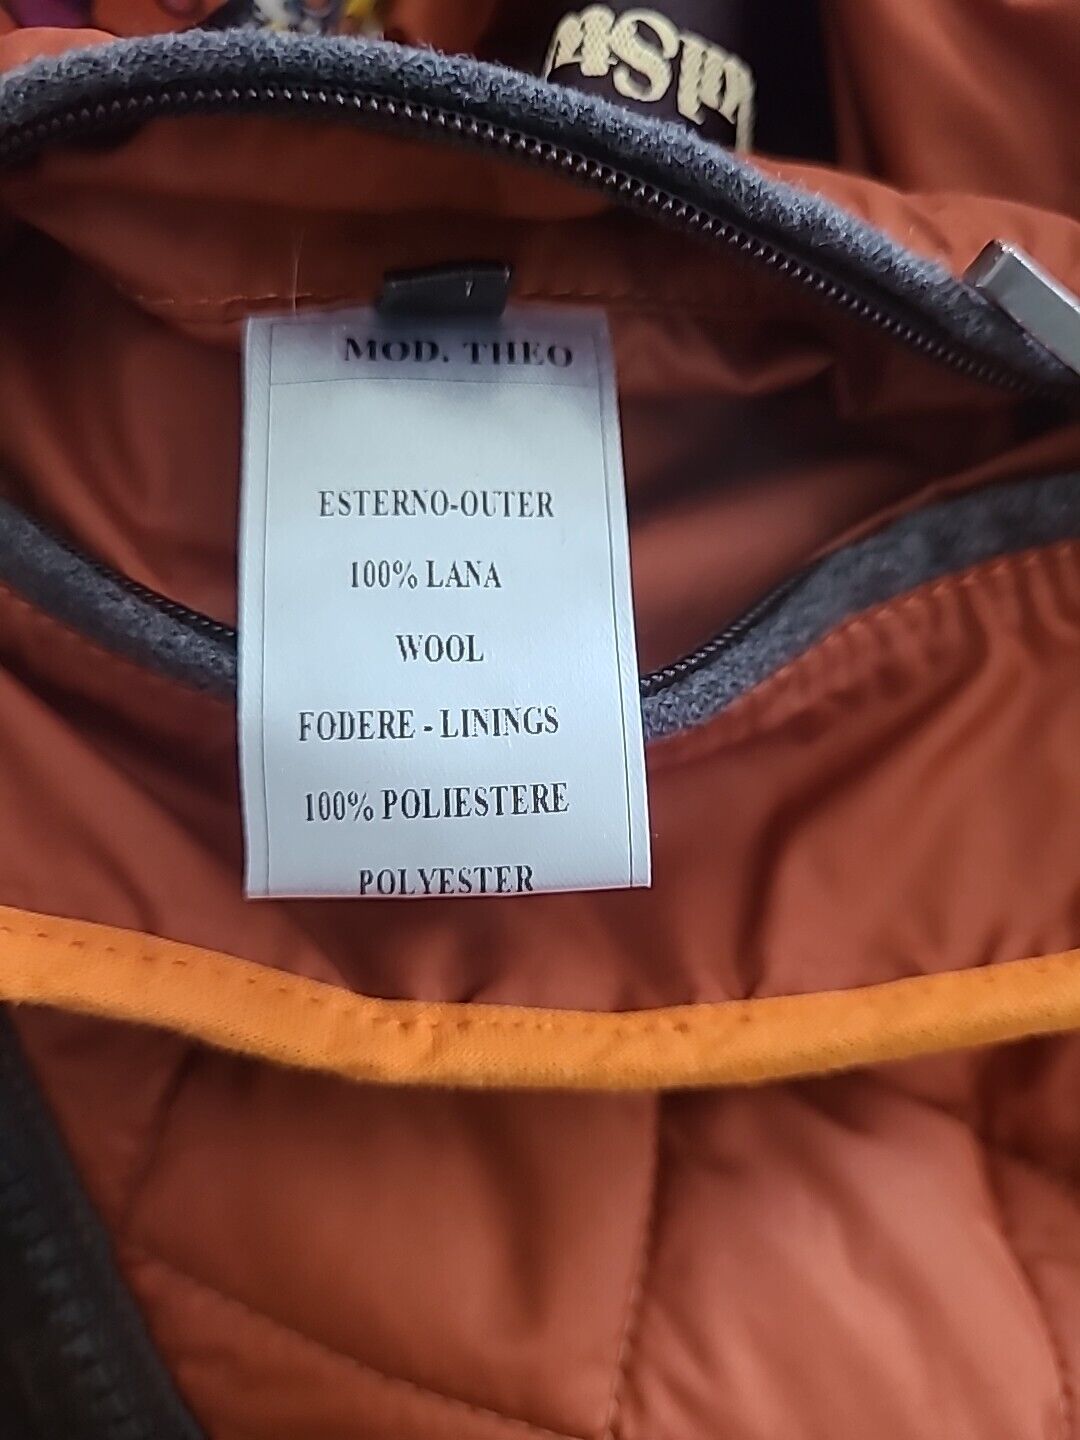 MOD. THEO
ESTERNO-OUTER
100% LANA
WOOL
FODERE - LININGS
100% POLIESTERE
POLYESTER